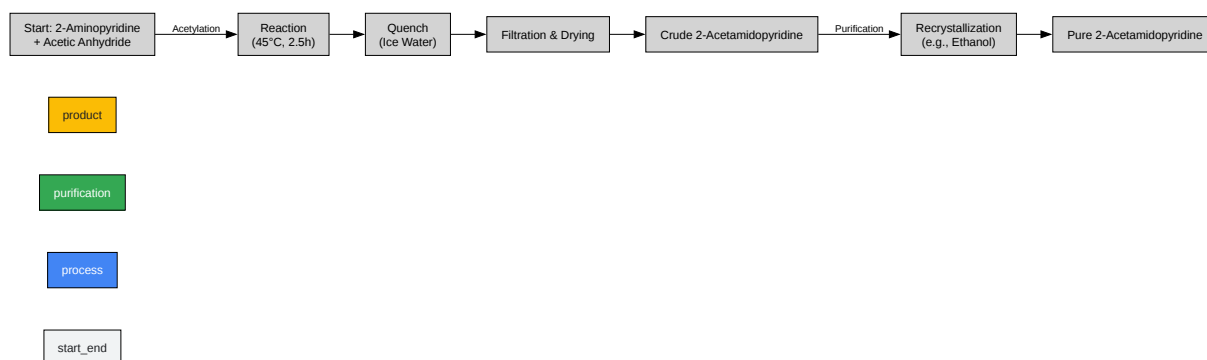 Start: 2-Aminopyridine
+ Acetic Anhydride
Acetylation
Reaction
(45°C, 2.5h)
Quench
(Ice Water)
Filtration & Drying
Crude 2-Acetamidopyridine
Purification
Recrystallization
(e.g., Ethanol)
Pure 2-Acetamidopyridine
product
purification
process
start_end